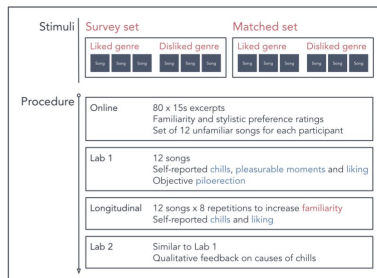 Stimuli
Survey set
Matched set
Liked genre
Disliked genre
Liked genre
Disliked genre
Song Song Song Song Song Song Song Song Song Song Song Song
Procedure
Online
80 x 15s excerpts
Familiarity and stylistic preference ratings
Set of 12 unfamiliar songs for each participant
Lab 1
12 songs
Self-reported chills, pleasurable moments and liking
Objective piloerection
Longitudinal
12 songs x 8 repetitions to increase familiarity
Self-reported chills and liking
Lab 2
Similar to Lab 1
Qualitative feedback on causes of chills